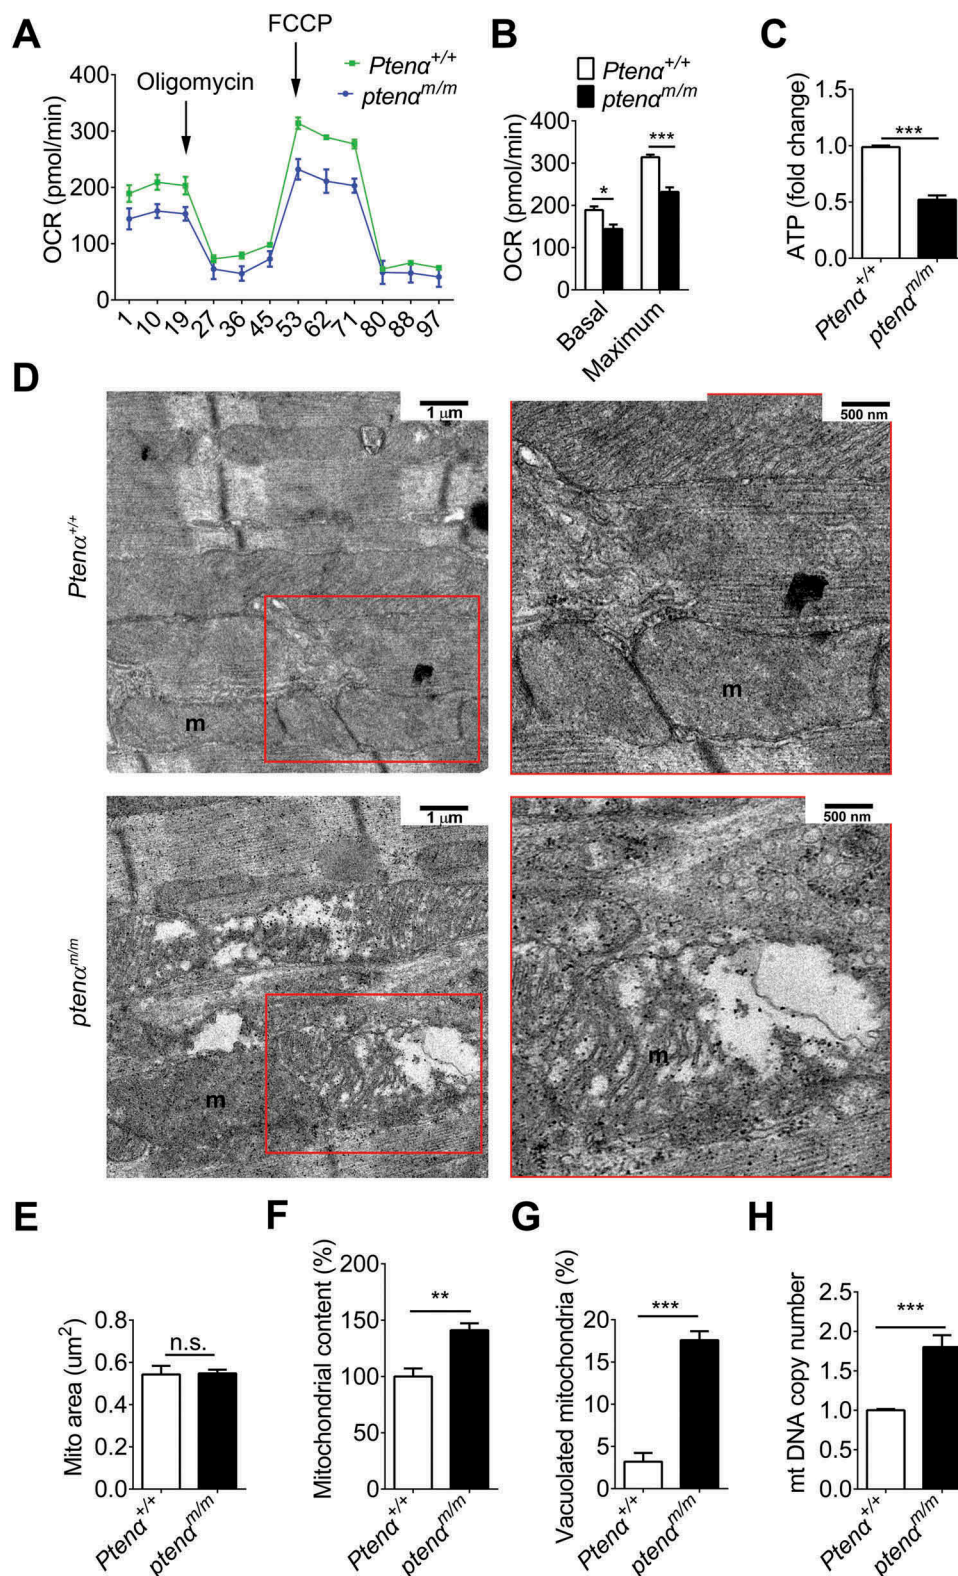 A
FCCP
Oligomycin
Ptenα+/+
ptenαm/m
OCR (pmol/min)
400
300
200
100
0
1
10
19
27
36
45
53
62
71
80
88
97
B
Ptenα+/+
ptenαm/m
OCR (pmol/min)
400
300
200
100
0
*
***
Basal
Maximum
C
ATP (fold change)
1.5
1.0
0.5
0.0
***
Ptenα+/+
ptenαm/m
D
Ptenα+/+
1 µm
m
500 nm
m
ptenαm/m
1 µm
m
500 nm
m
E
Mito area (um2)
0.8
0.6
0.4
0.2
0.0
n.s.
Ptenα+/+
ptenαm/m
F
Mitochondrial content (%)
200
150
100
50
0
**
Ptenα+/+
ptenαm/m
G
Vacuolated mitochondria (%)
20
15
10
5
0
***
Ptenα+/+
ptenαm/m
H
mt DNA copy number
2.5
2.0
1.5
1.0
0.5
0.0
***
Ptenα+/+
ptenαm/m